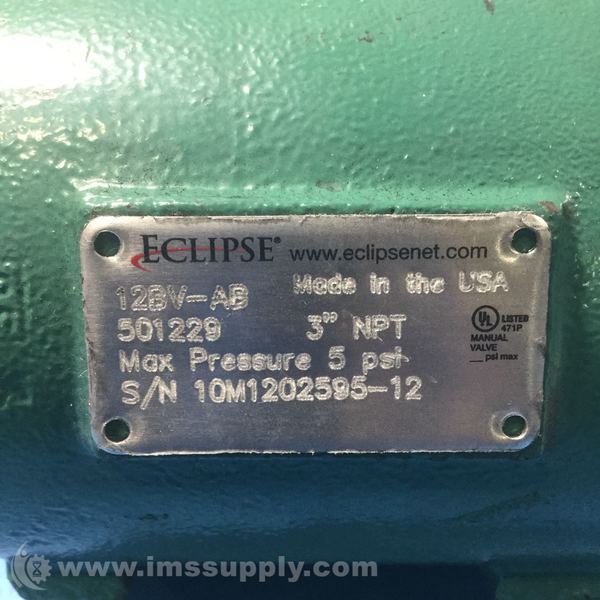 ECLIPSE® www.eclipsenet.com
12BV-AB Made in the USA
501229 3" NPT
Max Pressure 5 psi
S/N 10M1202595-12
UL LISTED
471P
MANUAL
VALVE
___psi max
www.imssupply.com